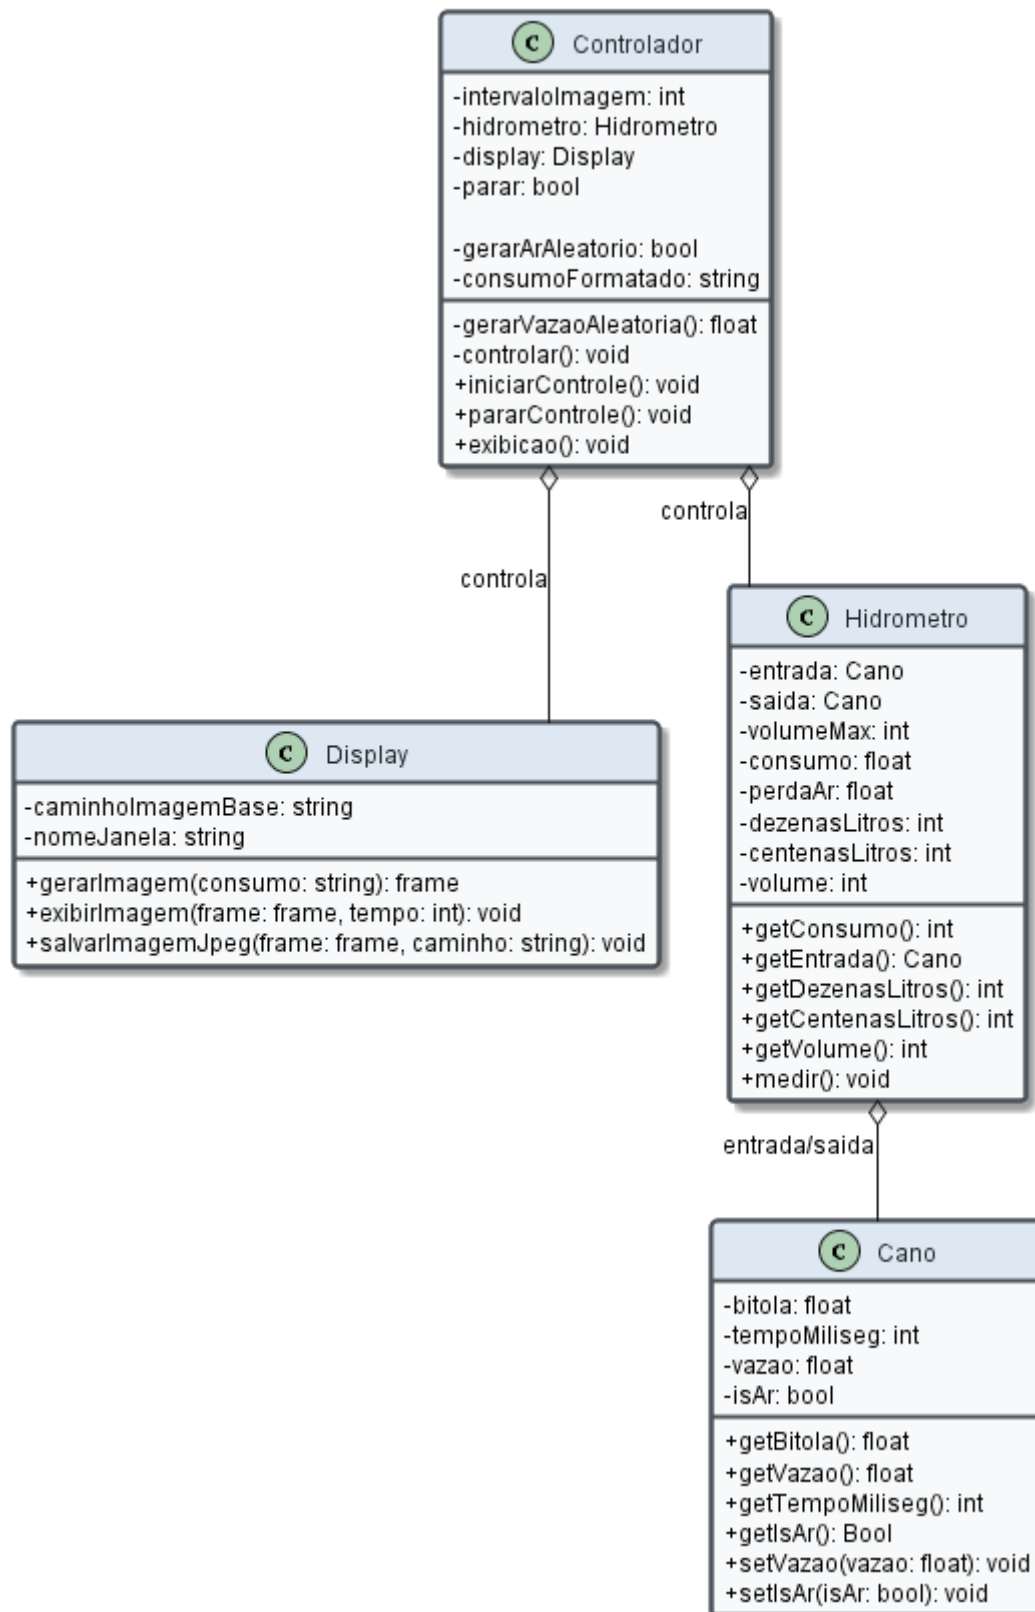 C Controlador
-intervaloImagem: int
-hidrometro: Hidrometro
-display: Display
-parar: bool
-gerarArAleatorio: bool
-consumoFormatado: string
-gerarVazaoAleatoria(): float
-controlar(): void
+iniciarControle(): void
+pararControle(): void
+exibicao(): void
controla
controla
C Hidrometro
-entrada: Cano
-saida: Cano
-volumeMax: int
-consumo: float
-perdaAr: float
-dezenasLitros: int
-centenasLitros: int
-volume: int
+getConsumo(): int
+getEntrada(): Cano
+getDezenasLitros(): int
+getCentenasLitros(): int
+getVolume(): int
+medir(): void
C Display
-caminhoImagemBase: string
-nomeJanela: string
+gerarImagem(consumo: string): frame
+exibirImagem(frame: frame, tempo: int): void
+salvarImagemJpeg(frame: frame, caminho: string): void
entrada/saida
C Cano
-bitola: float
-tempoMiliseg: int
-vazao: float
-isAr: bool
+getBitola(): float
+getVazao(): float
+getTempoMiliseg(): int
+getIsAr(): Bool
+setVazao(vazao: float): void
+setIsAr(isAr: bool): void